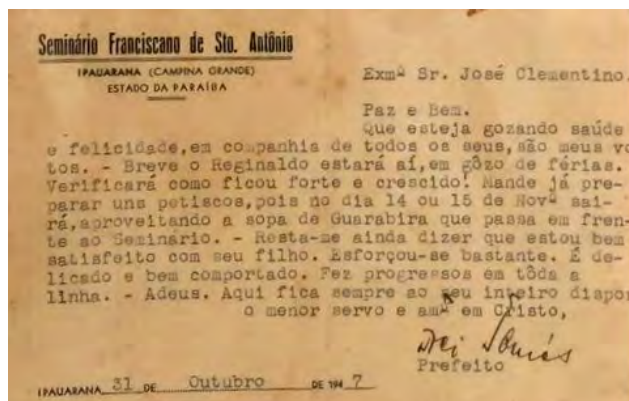 Seminário Franciscano de Sto. Antônio
IPAUARANA (CAMPINA GRANDE)
ESTADO DA PARAÍBA
Exmº Sr. José Clementino.
Paz e Bem.
Que esteja gozando saúde
e felicidade,em companhia de todos os seus,são meus vo
tos. - Breve o Reginaldo estará aí,em gôzo de férias.
Verificará como ficou forte e crescido! Mande já pre-
parar uns petiscos,pois no dia 14 ou 15 de Novº sai-
rá,aproveitando a sopa de Guarabira que passa em fren-
te ao Seminário. - Resta-me ainda dizer que estou bem
satisfeito com seu filho. Esforçou-se bastante. É de-
licado e bem comportado. Fez progressos em tôda a
linha. - Adeus. Aqui fica sempre ao seu inteiro dispor
o menor servo e amº em Cristo,
Frei Tomás
Prefeito
IPAUARANA, 31 DE Outubro DE 194 7